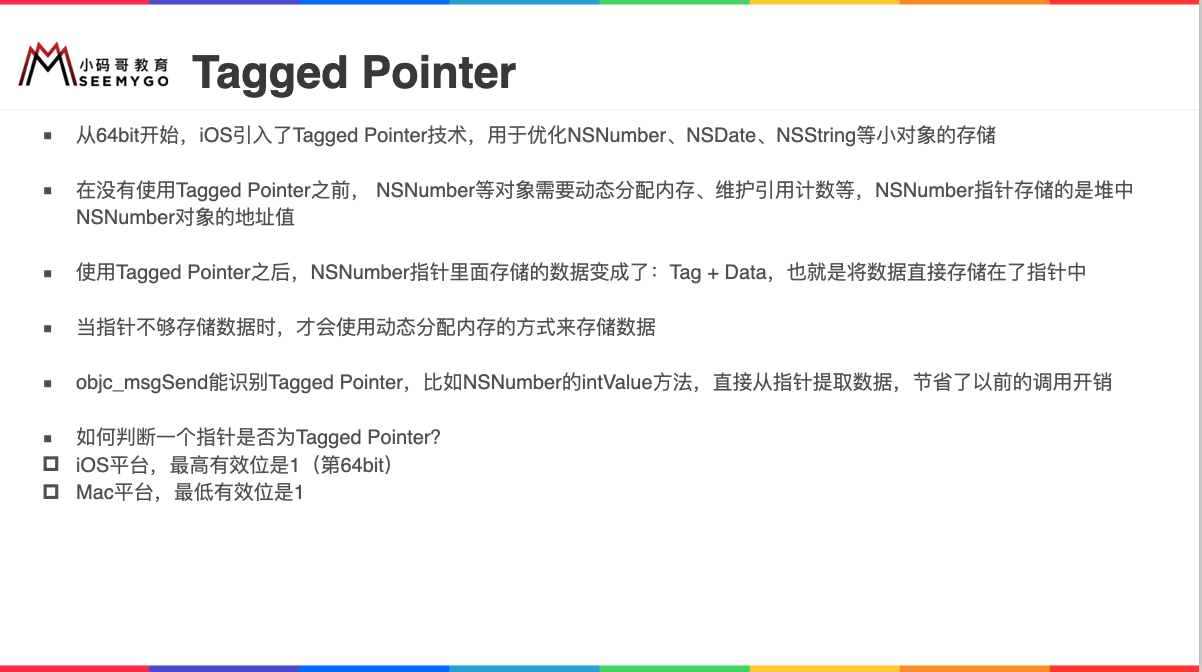 小码哥教育
SEEMYGO
Tagged Pointer
从64bit开始，iOS引入了Tagged Pointer技术，用于优化NSNumber、NSDate、NSString等小对象的存储
在没有使用Tagged Pointer之前， NSNumber等对象需要动态分配内存、维护引用计数等，NSNumber指针存储的是堆中
NSNumber对象的地址值
使用Tagged Pointer之后，NSNumber指针里面存储的数据变成了：Tag + Data，也就是将数据直接存储在了指针中
当指针不够存储数据时，才会使用动态分配内存的方式来存储数据
objc_msgSend能识别Tagged Pointer，比如NSNumber的intValue方法，直接从指针提取数据，节省了以前的调用开销
如何判断一个指针是否为Tagged Pointer?
iOS平台，最高有效位是1（第64bit）
Mac平台，最低有效位是1